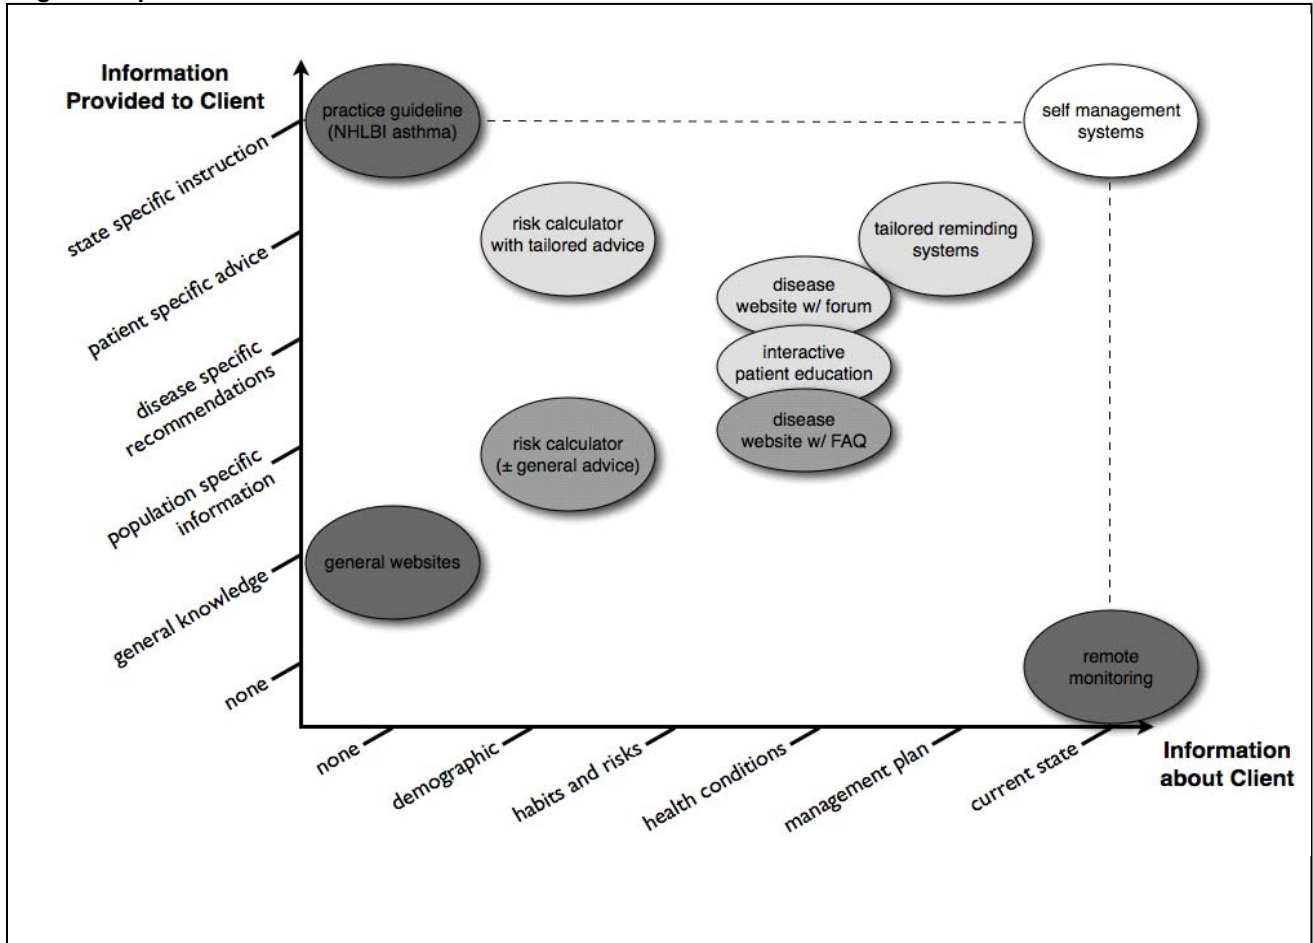 Information
Provided to Client
practice guideline
(NHLBI asthma)
self management
systems
state specific instruction
risk calculator
with tailored advice
tailored reminding
systems
patient specific advice
disease
website w/ forum
interactive
patient education
disease specific
recommendations
disease
website w/ FAQ
risk calculator
(± general advice)
population specific
information
general websites
general knowledge
remote
monitoring
none
none
demographic
habits and risks
health conditions
management plan
current state
Information
about Client